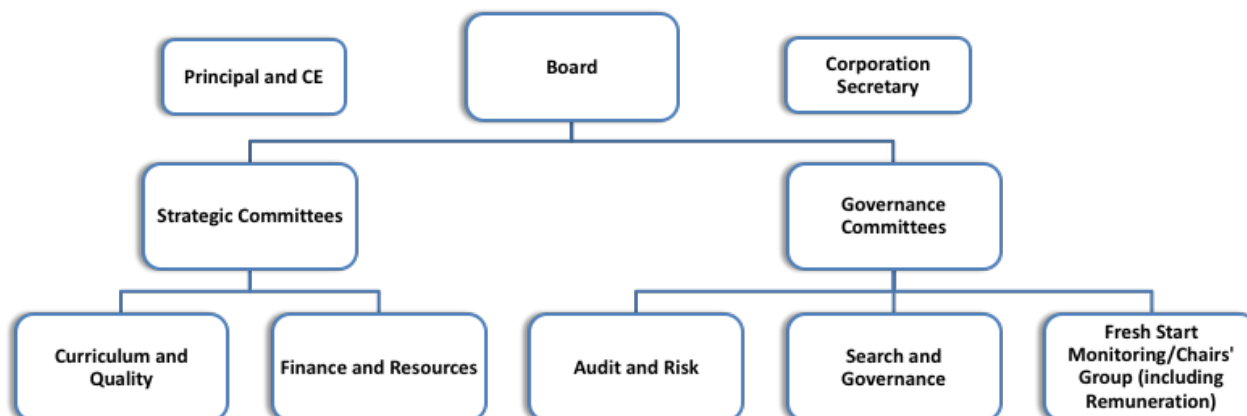 Principal and CE
Board
Corporation
Secretary
Strategic Committees
Governance
Committees
Curriculum and
Quality
Finance and Resources
Audit and Risk
Search and
Governance
Fresh Start
Monitoring/Chairs'
Group (including
Remuneration)